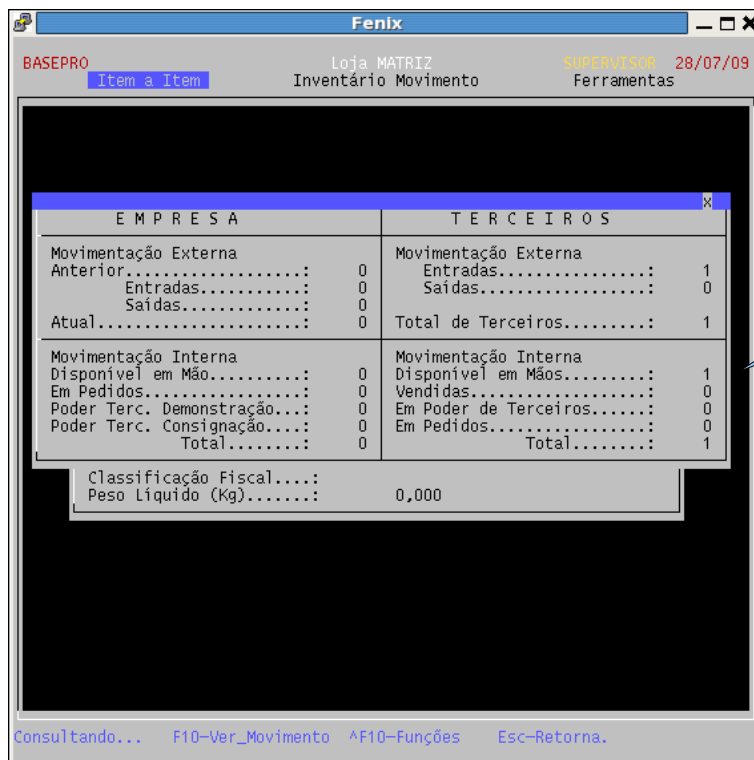 Fenix
BASEPRO Loja MATRIZ SUPERVISOR 28/07/09
Item a Item Inventário Movimento Ferramentas
X
E M P R E S A
Movimentação Externa
Anterior....................: 0
Entradas...........: 0
Saídas.............: 0
Atual.......................: 0
Movimentação Interna
Disponível em Mão..........: 0
Em Pedidos.................: 0
Poder Terc. Demonstração...: 0
Poder Terc. Consignação....: 0
Total........: 0
T E R C E I R O S
Movimentação Externa
Entradas................: 1
Saídas..................: 0
Total de Terceiros.........: 1
Movimentação Interna
Disponível em Mãos.........: 1
Vendidas...................: 0
Em Poder de Terceiros......: 0
Em Pedidos.................: 0
Total........: 1
Classificação Fiscal....:
Peso Líquido (Kg).......: 0,000
Consultando... F10-Ver_Movimento ^F10-Funções Esc-Retorna.